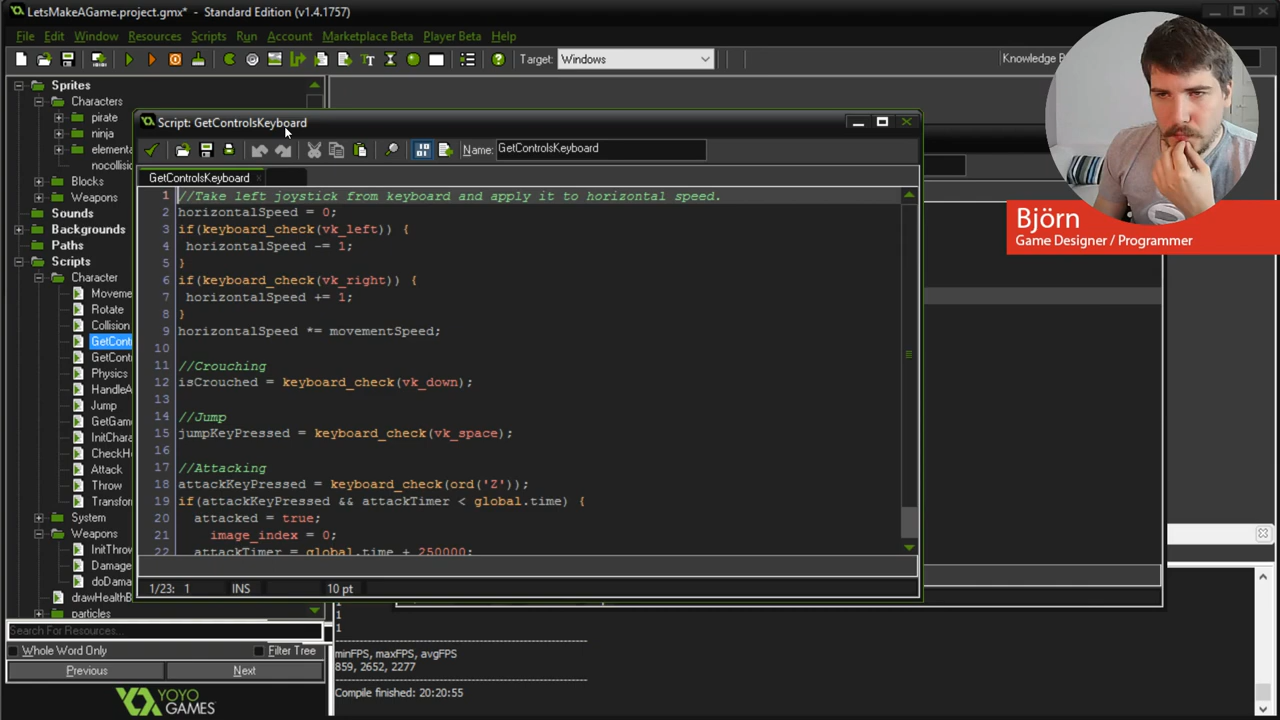 LetsMakeAGame.project.gmx* - Standard Edition (v1.4.1757)
File Edit Window Resources Scripts Run Account Marketplace Beta Player Beta Help
Target: Windows
Knowledge B
Sprites
Characters
pirate
ninja
elementa
nocollisio
Blocks
Weapons
Sounds
Backgrounds
Paths
Scripts
Character
Moveme
Rotate
Collision
GetCont
GetCont
Physics
HandleA
Jump
GetGam
InitChara
CheckHe
Attack
Throw
Transform
System
Weapons
InitThrow
Damage
doDama
drawHealthB
particles
Search For Resources...
Whole Word Only
Filter Tree
Previous
Next
YOYO
GAMES
Script: GetControlsKeyboard
Name: GetControlsKeyboard
GetControlsKeyboard
1 //Take left joystick from keyboard and apply it to horizontal speed.
2 horizontalSpeed = 0;
3 if(keyboard_check(vk_left)) {
4 horizontalSpeed -= 1;
5 }
6 if(keyboard_check(vk_right)) {
7 horizontalSpeed += 1;
8 }
9 horizontalSpeed *= movementSpeed;
10
11 //Crouching
12 isCrouched = keyboard_check(vk_down);
13
14 //Jump
15 jumpKeyPressed = keyboard_check(vk_space);
16
17 //Attacking
18 attackKeyPressed = keyboard_check(ord('Z'));
19 if(attackKeyPressed && attackTimer < global.time) {
20 attacked = true;
21 image_index = 0;
22 attackTimer = global.time + 250000;
1/23: 1 INS 10 pt
Björn
Game Designer / Programmer
1
1
minFPS, maxFPS, avgFPS
859, 2652, 2277
Compile finished: 20:20:55